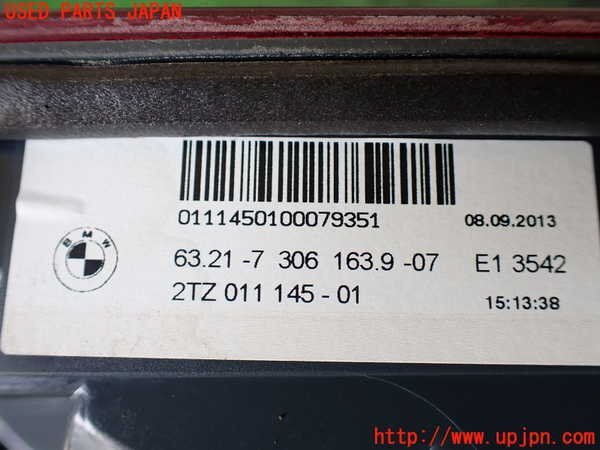 USED PARTS JAPAN
0111450100079351
08.09.2013
BMW
63.21-7 306 163.9-07
E1 3542
2TZ 011 145-01
15:13:38
http://www.upjpn.com/